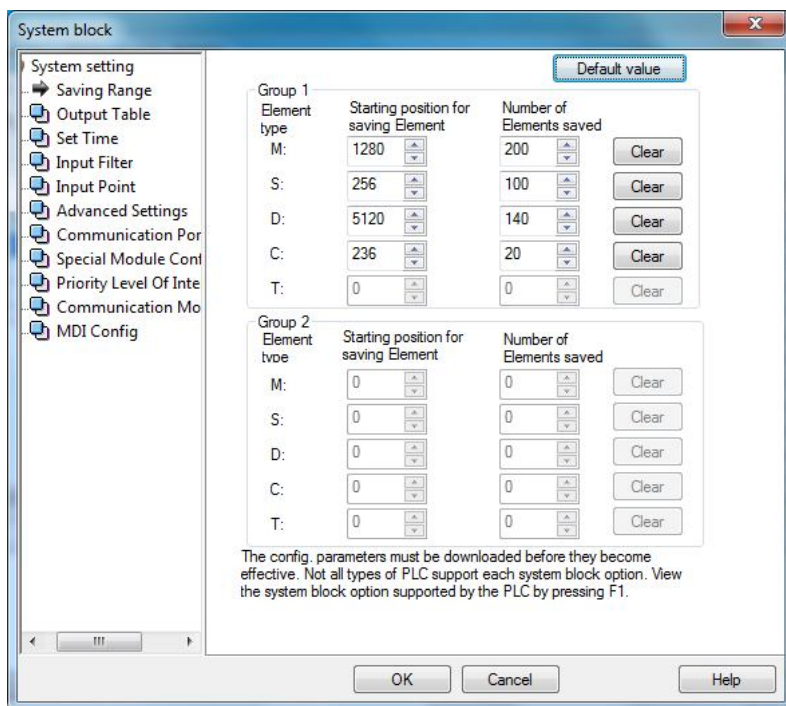 System block
System setting
Saving Range
Output Table
Set Time
Input Filter
Input Point
Advanced Settings
Communication Por
Special Module Conf
Priority Level Of Inte
Communication Mo
MDI Config
Default value
Group 1
Element type
Starting position for saving Element
Number of Elements saved
M: 1280 200 Clear
S: 256 100 Clear
D: 5120 140 Clear
C: 236 20 Clear
T: 0 0 Clear
Group 2
Element type
Starting position for saving Element
Number of Elements saved
M: 0 0 Clear
S: 0 0 Clear
D: 0 0 Clear
C: 0 0 Clear
T: 0 0 Clear
The config. parameters must be downloaded before they become
effective. Not all types of PLC support each system block option. View
the system block option supported by the PLC by pressing F1.
OK Cancel Help